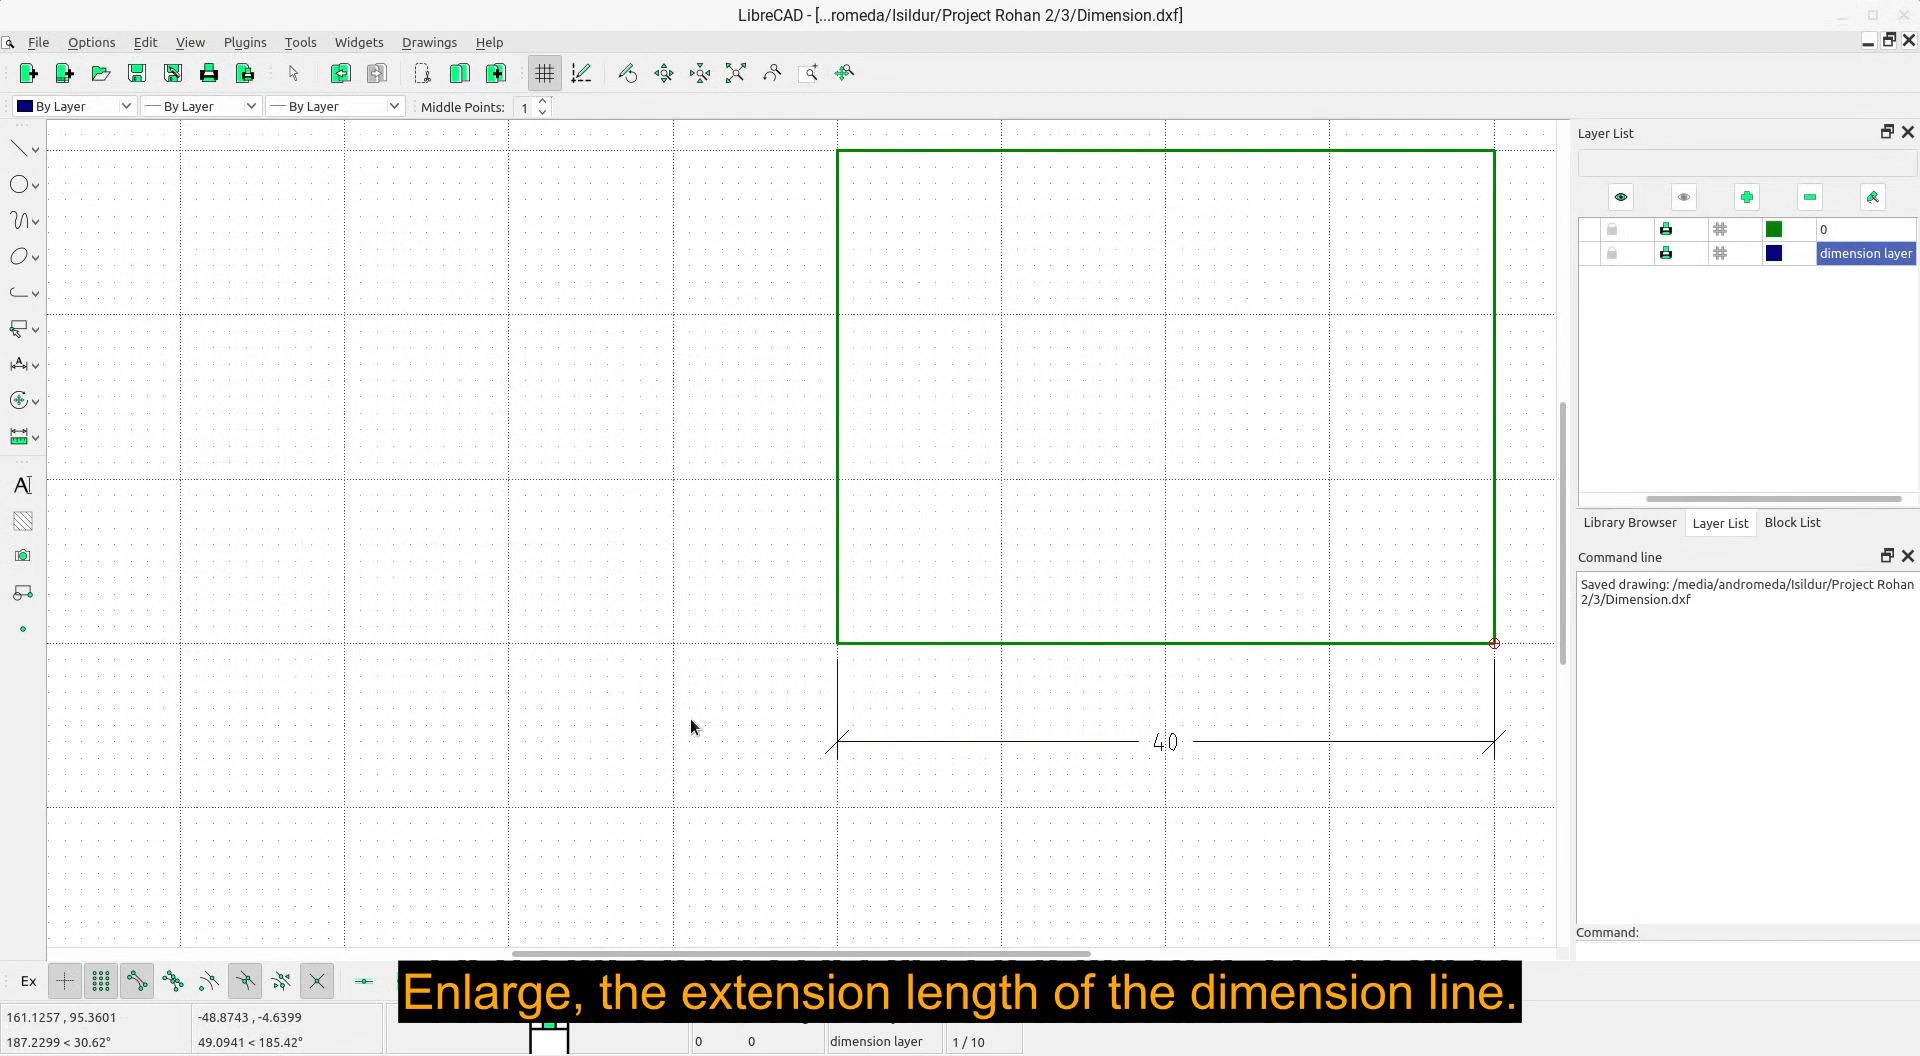 LibreCAD - [...romeda/Isildur/Project Rohan 2/3/Dimension.dxf]
File Options Edit View Plugins Tools Widgets Drawings Help
By Layer By Layer By Layer Middle Points: 1
Layer List
0
dimension layer
Library Browser Layer List Block List
Command line
Saved drawing: /media/andromeda/Isildur/Project Rohan
2/3/Dimension.dxf
40
Command:
Ex
Enlarge, the extension length of the dimension line.
161.1257 , 95.3601 -48.8743 , -4.6399
187.2299 < 30.62° 49.0941 < 185.42° 0 0 dimension layer 1 / 10